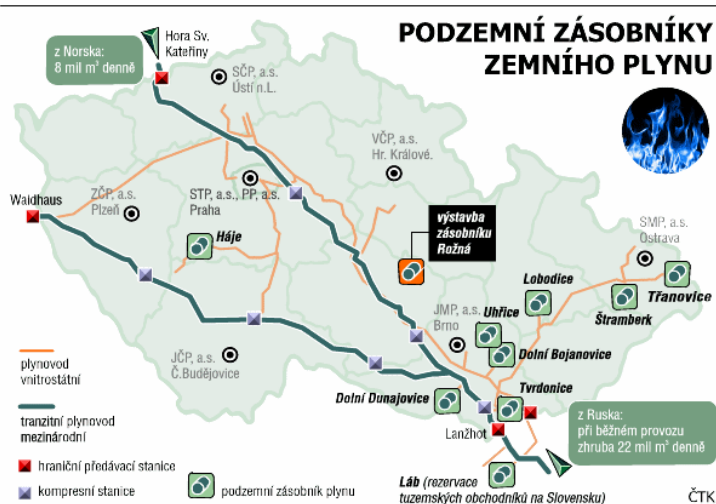 PODZEMNÍ ZÁSOBNÍKY
ZEMNÍHO PLYNU
Hora Sv.
Kateřiny
z Norska:
8 mil m³ denně
SČP, a.s.
Ústí n.L.
VČP, a.s.
Hr. Králové.
Waidhaus
ZČP, a.s.
Plzeň
STP, a.s., PP, a.s.
Praha
Háje
výstavba
zásobníku
Rožná
SMP, a.s.
Ostrava
Lobodice
Třanovice
Štramberk
JMP, a.s.
Brno
Uhřice
Dolní Bojanovice
JČP, a.s.
Č.Budějovice
Dolní Dunajovice
Tvrdonice
Lanžhot
z Ruska:
při běžném provozu
zhruba 22 mil m³ denně
plynovod
vnitrostátní
tranzitní plynovod
mezinárodní
hraniční předávací stanice
kompresní stanice
podzemní zásobník plynu
Láb (rezervace
tuzemských obchodníků na Slovensku)
ČTK